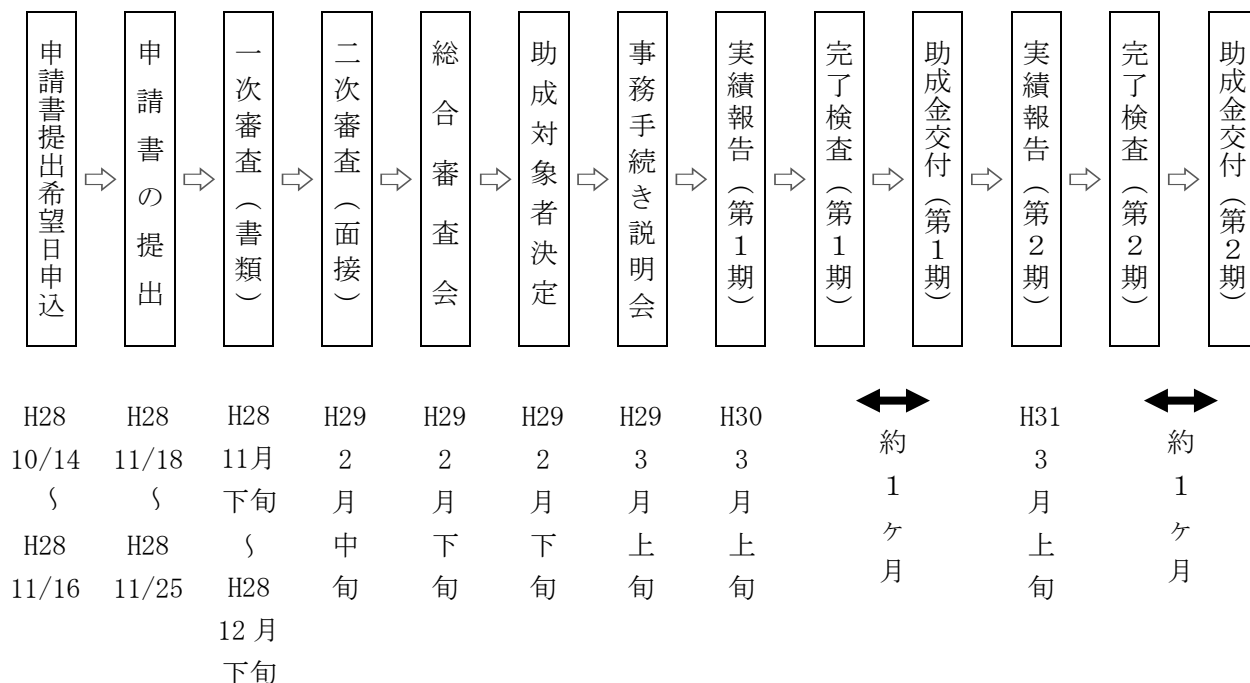 申請書提出希望日申込
申請書の提出
一次審査（書類）
二次審査（面接）
総合審査会
助成対象者決定
事務手続き説明会
実績報告（第１期）
完了検査（第１期）
助成金交付（第１期）
実績報告（第２期）
完了検査（第２期）
助成金交付（第２期）
H28
10/14
～
H28
11/16
H28
11/18
～
H28
11/25
H28
11月
下旬
～
H28
12月
下旬
H29
2月中旬
H29
2月下旬
H29
2月下旬
H29
3月上旬
H30
3月上旬
約１ヶ月
H31
3月上旬
約１ヶ月